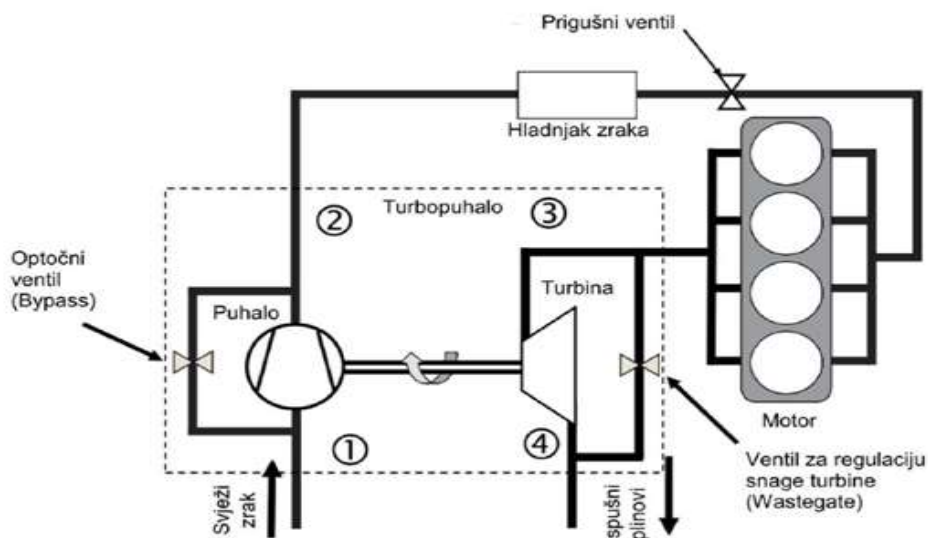 Prigušni ventil
Hladnjak zraka
②
Turbopuhalo
③
Optočni
ventil
(Bypass)
Puhalo
Turbina
①
④
Motor
Svježi
zrak
spušni
plinovi
Ventil za regulaciju
snage turbine
(Wastegate)